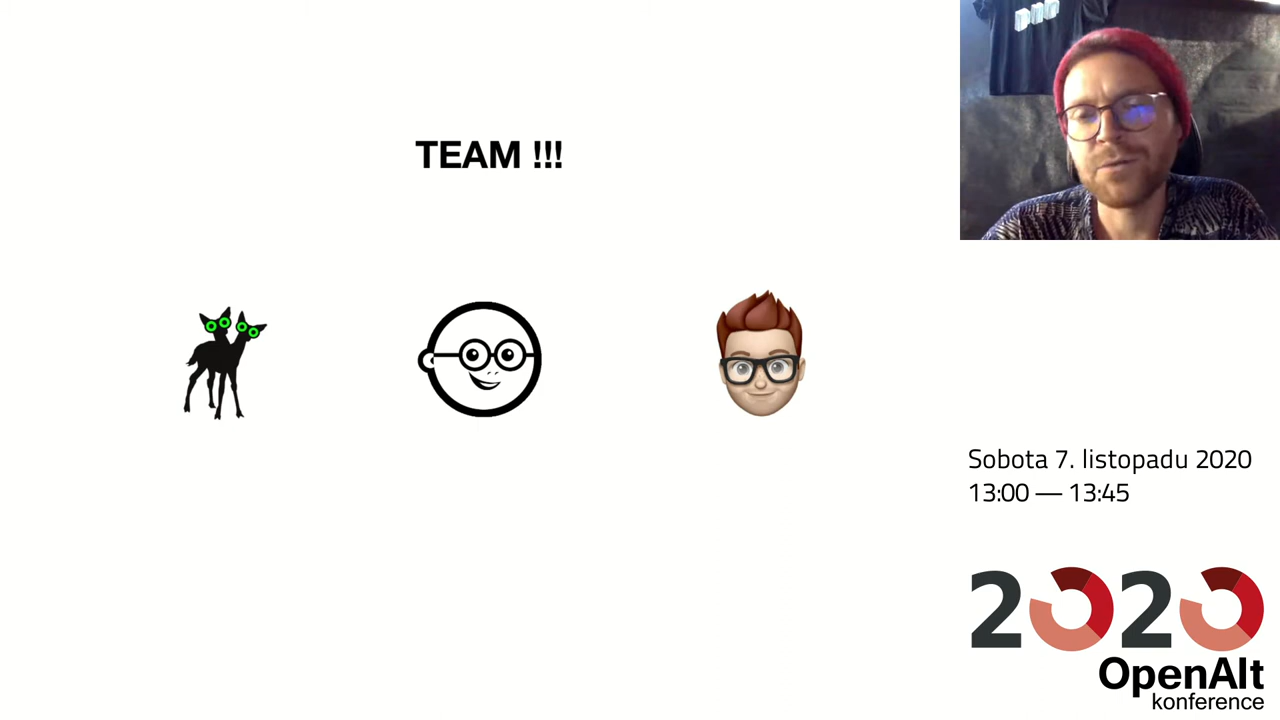 TEAM !!!
Sobota 7. listopadu 2020
13:00 — 13:45
2020
OpenAlt
konference